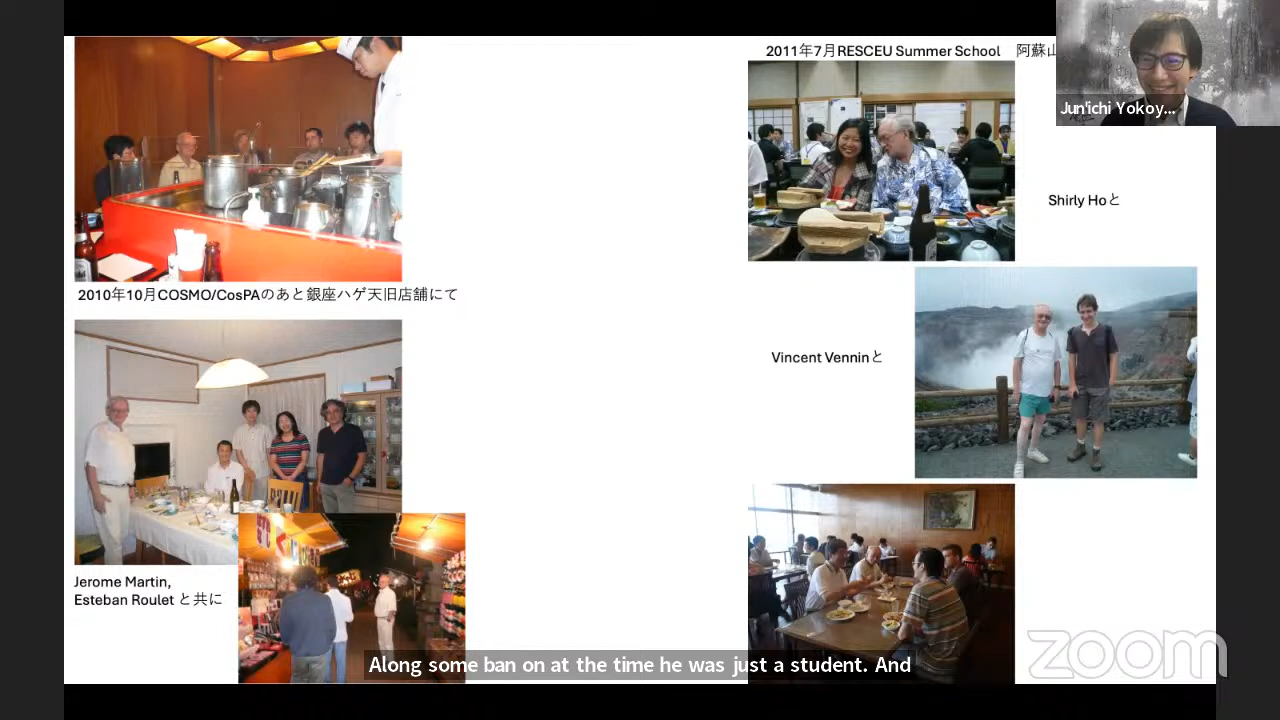 2011年7月RESCEU Summer School 阿蘇山
Jun'ichi Yokoy...
Shirly Hoと
2010年10月COSMO/CosPAのあと銀座ハゲ天旧店舗にて
Vincent Venninと
Jerome Martin,
Esteban Roulet と共に
Along some ban on at the time he was just a student. And
zoom